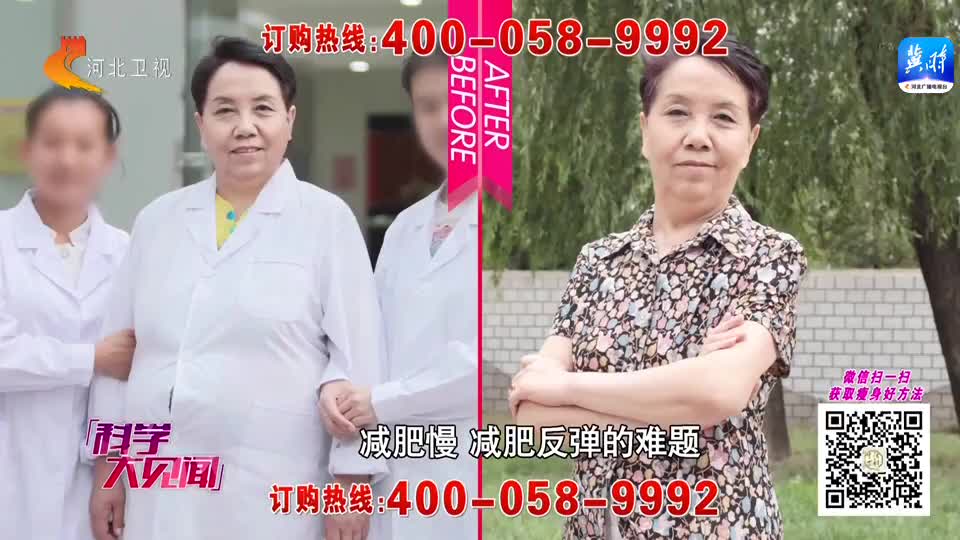 订购热线:400-058-9992
河北卫视
冀时
河北广播电视台
BEFORE
AFTER
微信扫一扫
获取瘦身好方法
「科学
大见闻」
减肥慢 减肥反弹的难题
订购热线:400-058-9992